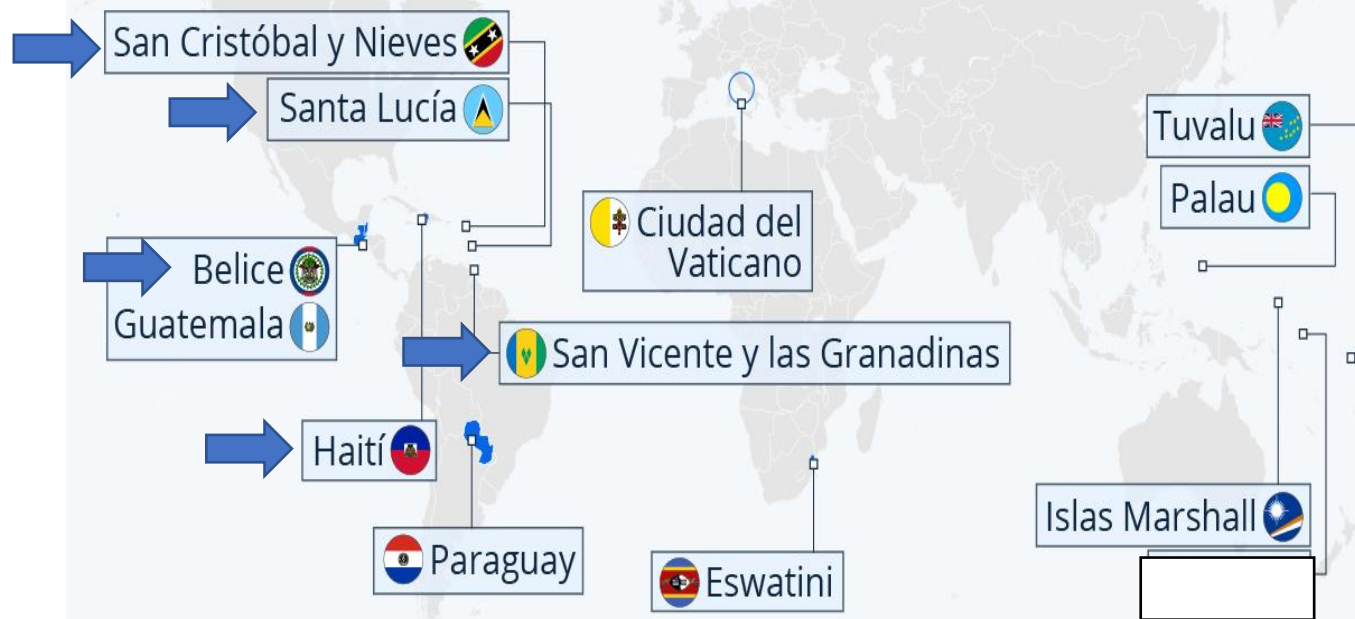 San Cristóbal y Nieves
Santa Lucía
Tuvalu
Palau
Ciudad del
Vaticano
Belice
Guatemala
San Vicente y las Granadinas
Haití
Islas Marshall
Paraguay
Eswatini